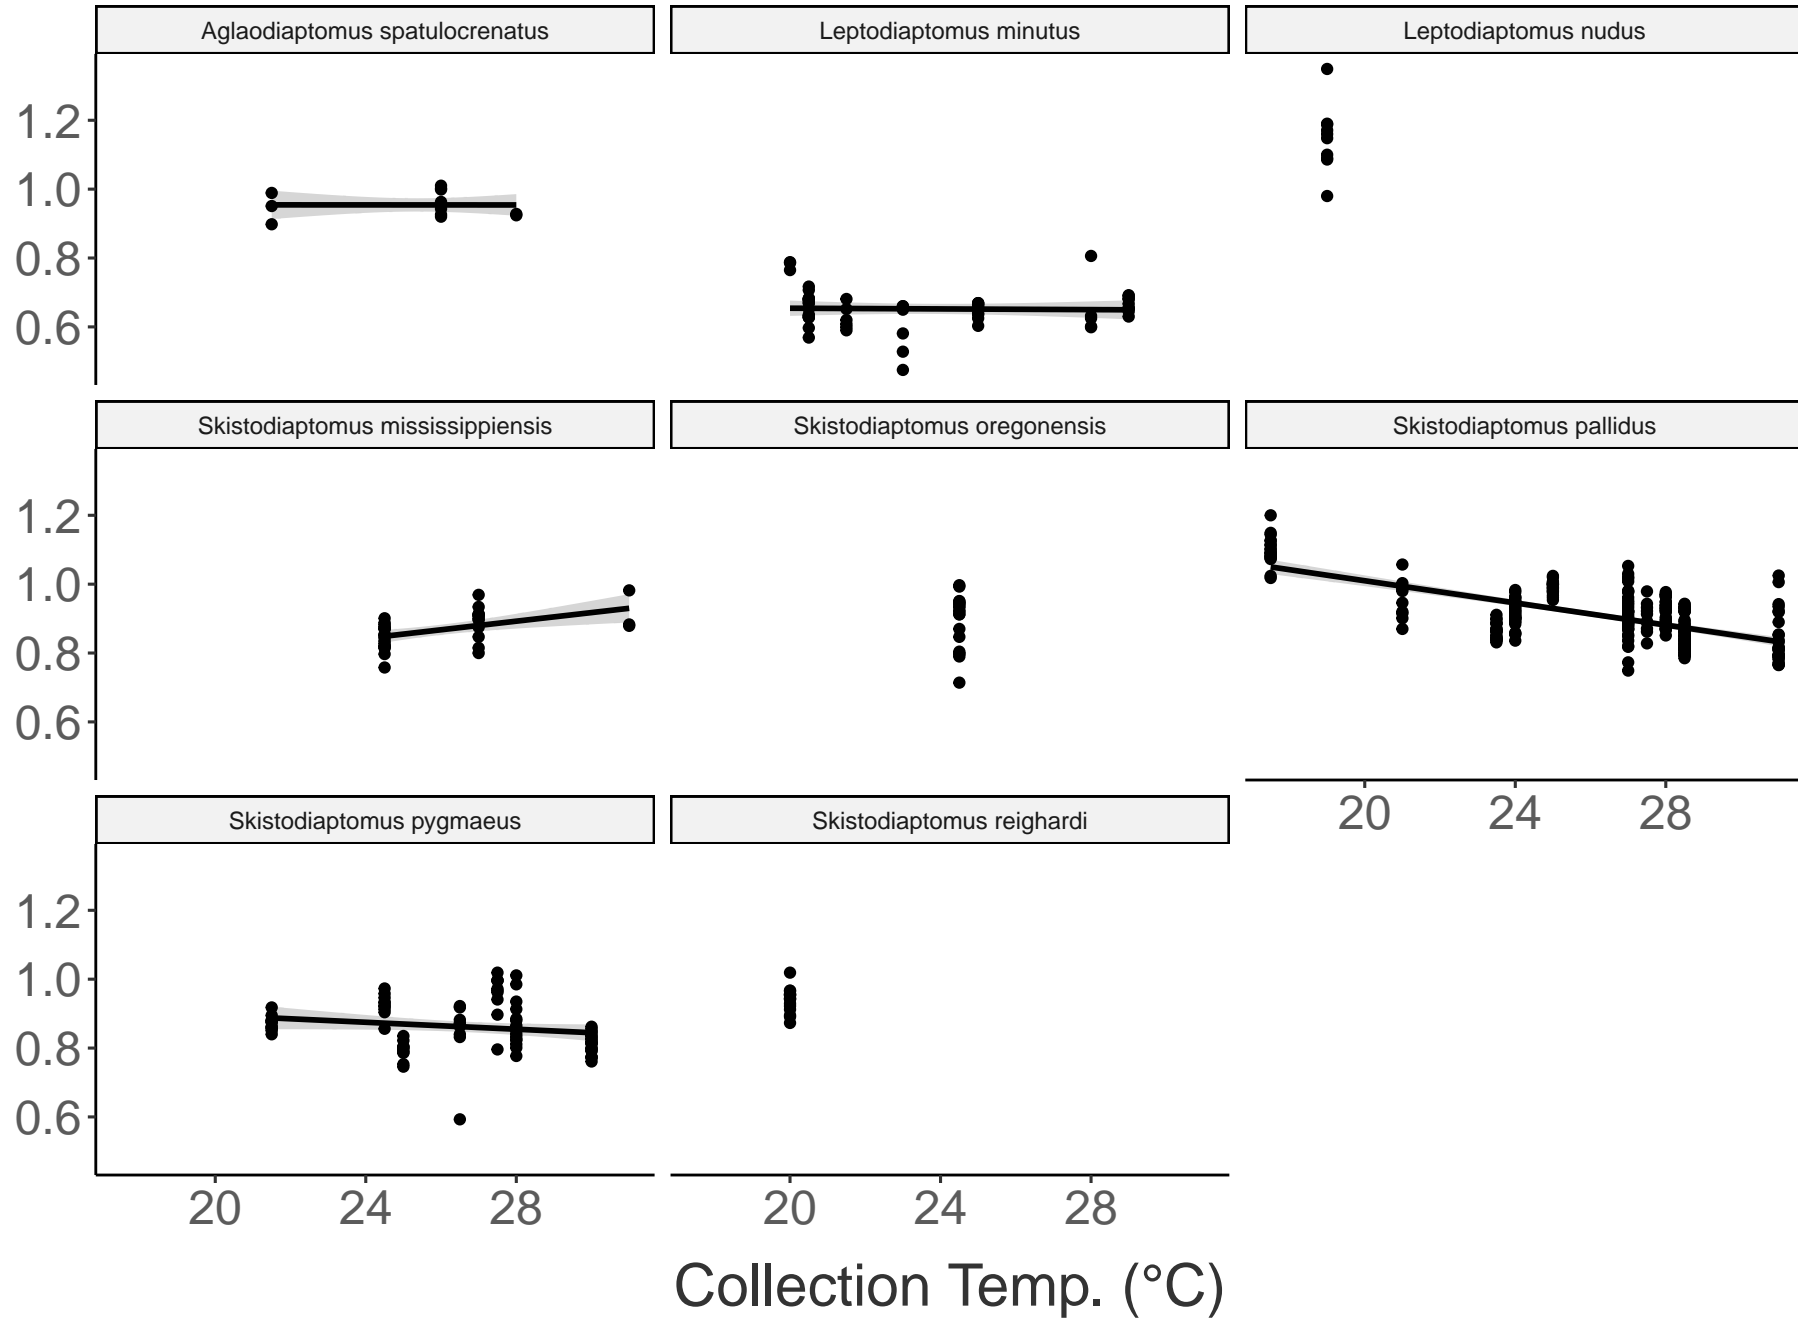 Aglaodiaptomus spatulocrenatus
Leptodiaptomus minutus
Leptodiaptomus nudus
1.2
1.0
0.8
0.6
Skistodiaptomus mississippiensis
Skistodiaptomus oregonensis
Skistodiaptomus pallidus
1.2
1.0
0.8
0.6
20 24 28
Skistodiaptomus pygmaeus
Skistodiaptomus reighardi
1.2
1.0
0.8
0.6
20 24 28
20 24 28
Collection Temp. (°C)